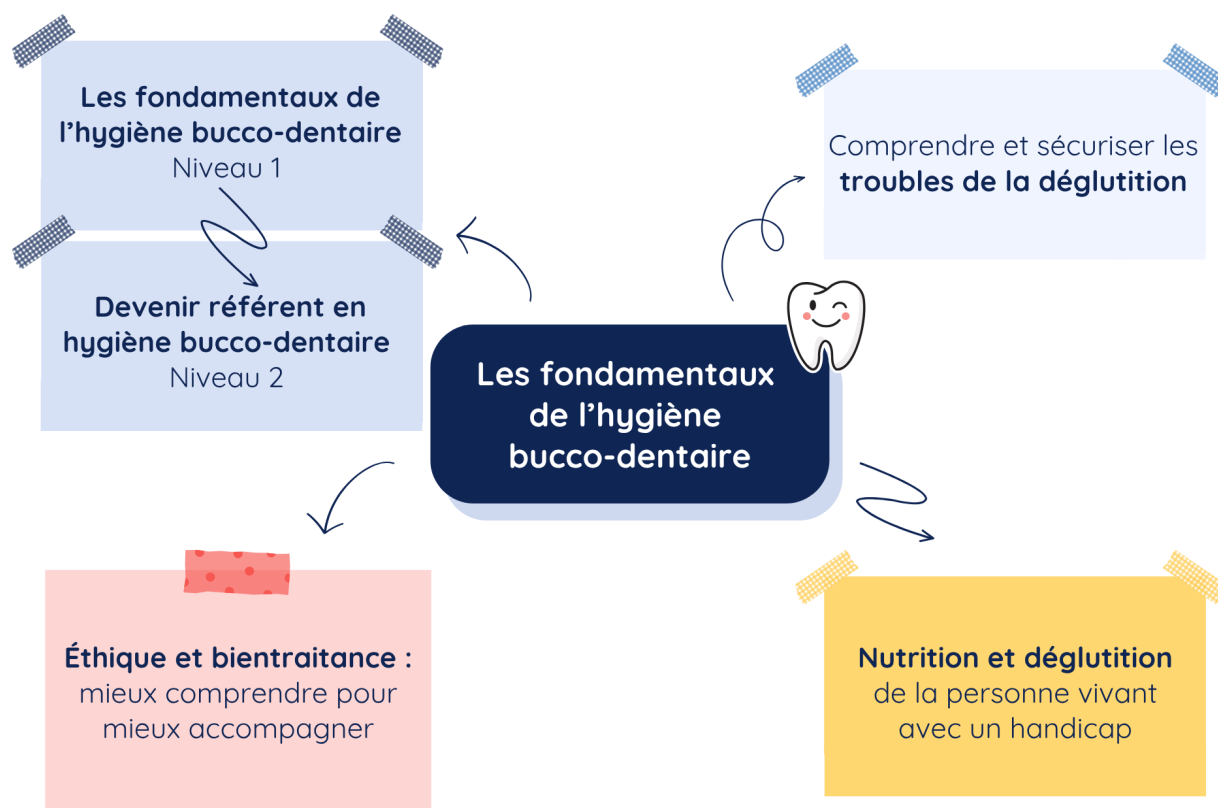 Les fondamentaux de
l'hygiène bucco-dentaire
Niveau 1
Devenir référent en
hygiène bucco-dentaire
Niveau 2
Comprendre et sécuriser les
troubles de la déglutition
Les fondamentaux
de l'hygiène
bucco-dentaire
Éthique et bientraitance :
mieux comprendre pour
mieux accompagner
Nutrition et déglutition
de la personne vivant
avec un handicap